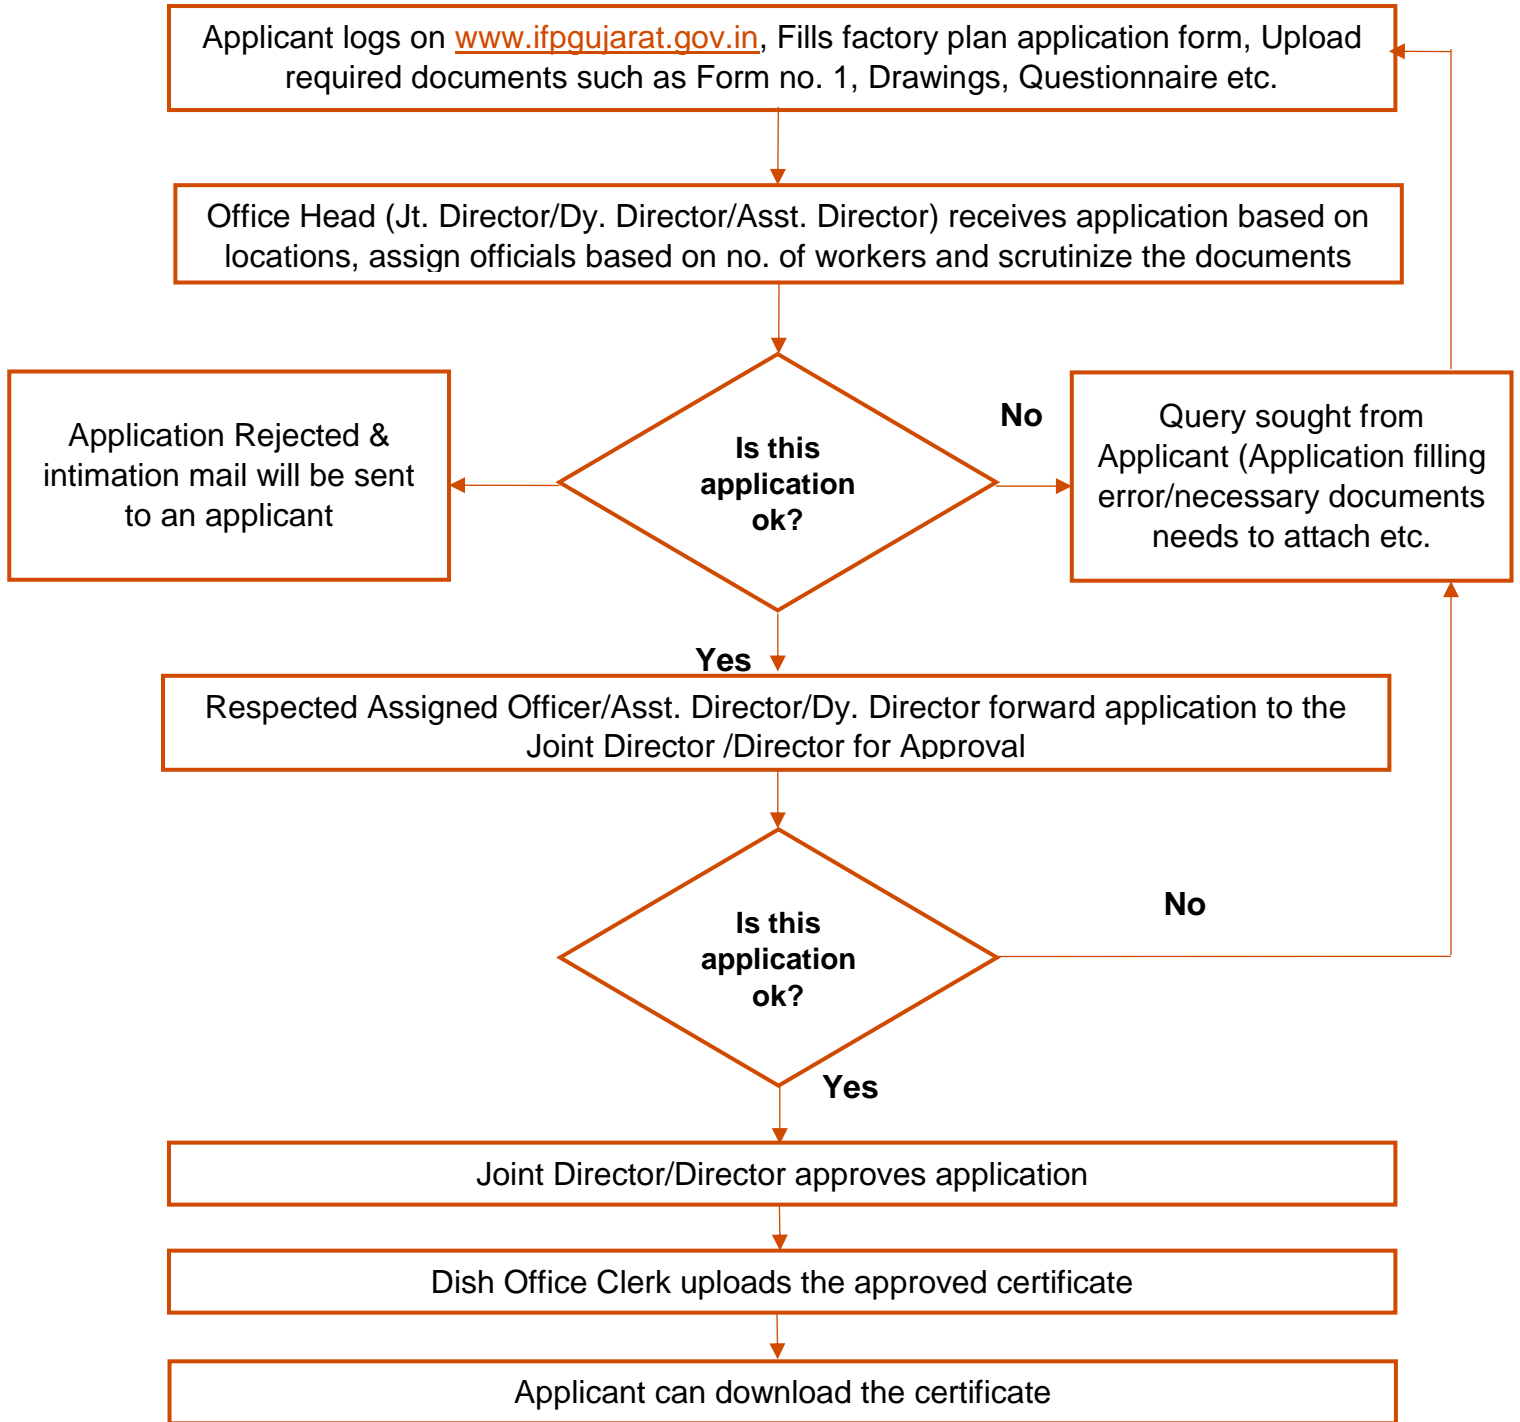 Applicant logs on www.ifpgujarat.gov.in, Fills factory plan application form, Upload
required documents such as Form no. 1, Drawings, Questionnaire etc.
Office Head (Jt. Director/Dy. Director/Asst. Director) receives application based on
locations, assign officials based on no. of workers and scrutinize the documents
Application Rejected &
intimation mail will be sent
to an applicant
Is this
application
ok?
No
Query sought from
Applicant (Application filling
error/necessary documents
needs to attach etc.
Yes
Respected Assigned Officer/Asst. Director/Dy. Director forward application to the
Joint Director /Director for Approval
Is this
application
ok?
No
Yes
Joint Director/Director approves application
Dish Office Clerk uploads the approved certificate
Applicant can download the certificate